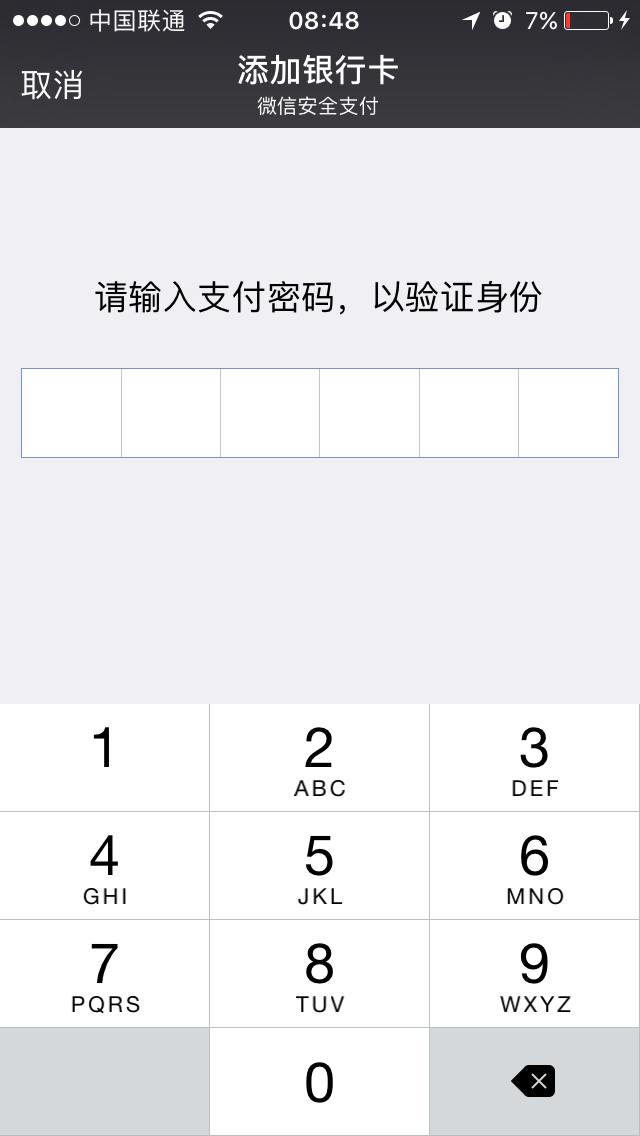 中国联通 08:48 7%
取消
添加银行卡
微信安全支付
请输入支付密码，以验证身份
1 2 3
ABC DEF
4 5 6
GHI JKL MNO
7 8 9
PQRS TUV WXYZ
0